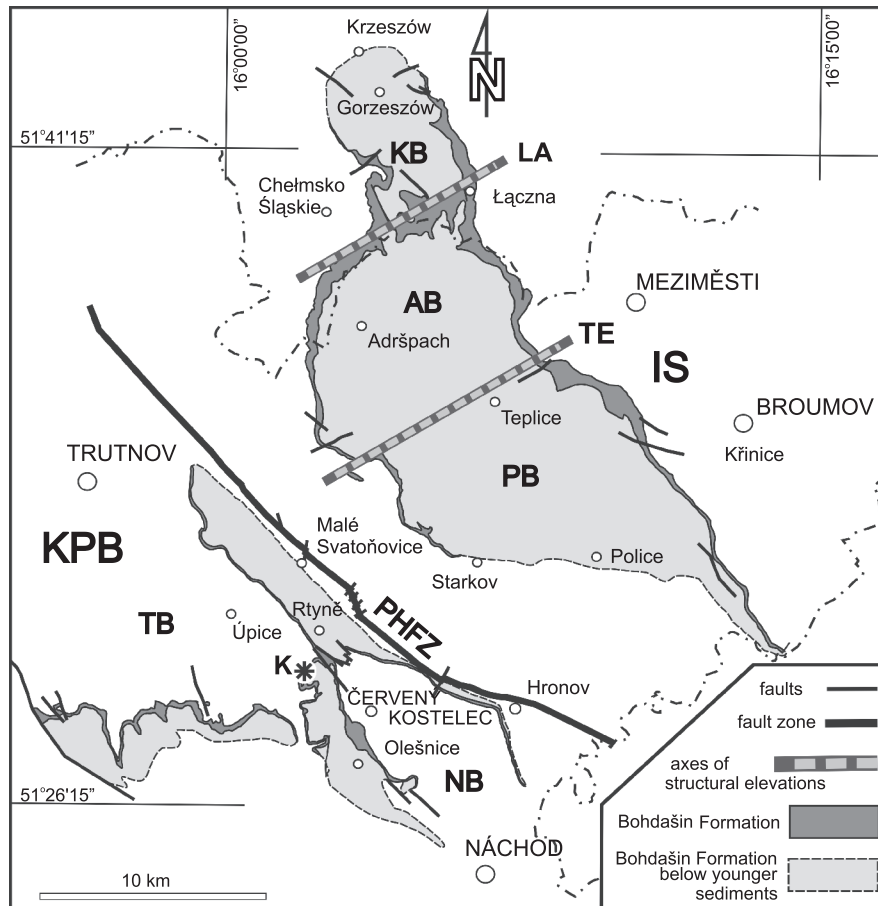 Krzeszów
16°00'00”
N
16°15'00”
Gorzeszów
51°41'15”
KB
LA
Chełmsko
Śląskie
Łączna
MEZIMĚSTI
AB
Adršpach
TE
IS
BROUMOV
Teplice
Křinice
TRUTNOV
PB
Malé
Svatoňovice
KPB
Police
Starkov
PHFZ
Rtyně
TB
Úpice
K
Hronov
ČERVENÝ
KOSTELEC
Olešnice
NB
51°26'15”
NÁCHOD
10 km
faults
fault zone
axes of
structural elevations
Bohdašin Formation
Bohdašin Formation
below younger
sediments